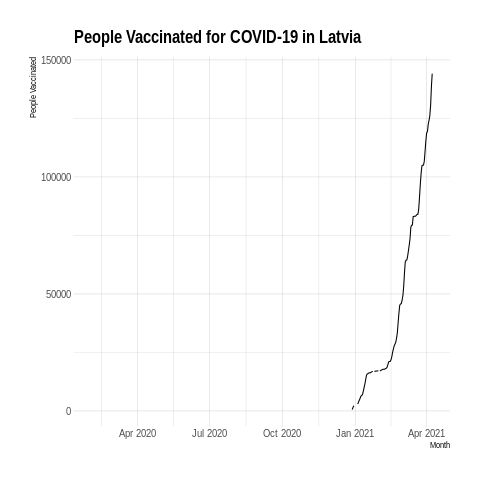 People Vaccinated for COVID-19 in Latvia
People Vaccinated
150000
100000
50000
0
Apr 2020 Jul 2020 Oct 2020 Jan 2021 Apr 2021
Month